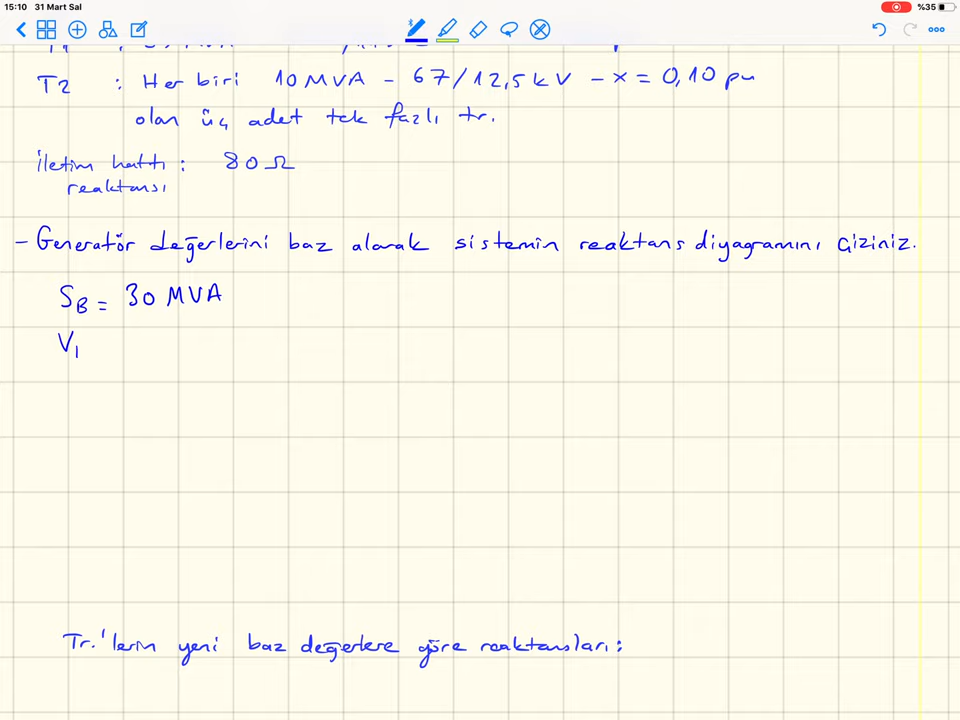 15:10 31 Mart Sal %35
T2 : Her biri 10 MVA - 67/12,5 kV - x = 0,10 pu
olan üç adet tek fazlı tr.
İletim hattı : 80 Ω
reaktansı
- Generatör değerlerini baz alarak sistemin reaktans diyagramını çiziniz.
S_B = 30 MVA
V_1
Tr.'lerin yeni baz değerlere göre reaktansları: